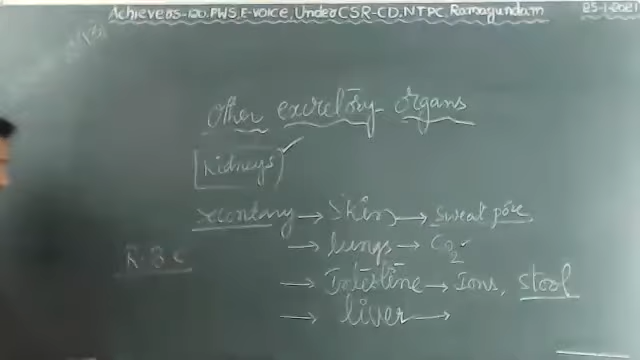 Achievers-120, PWS, E-VOICE, Under CSR-CD, NTPC, Ramagundam 25-1-2021
Other excretory organs
Kidneys ✓
secondary → Skin → Sweat pore,
→ lungs → CO2
R.B.C
→ Intestine → Ions, stool
→ liver →